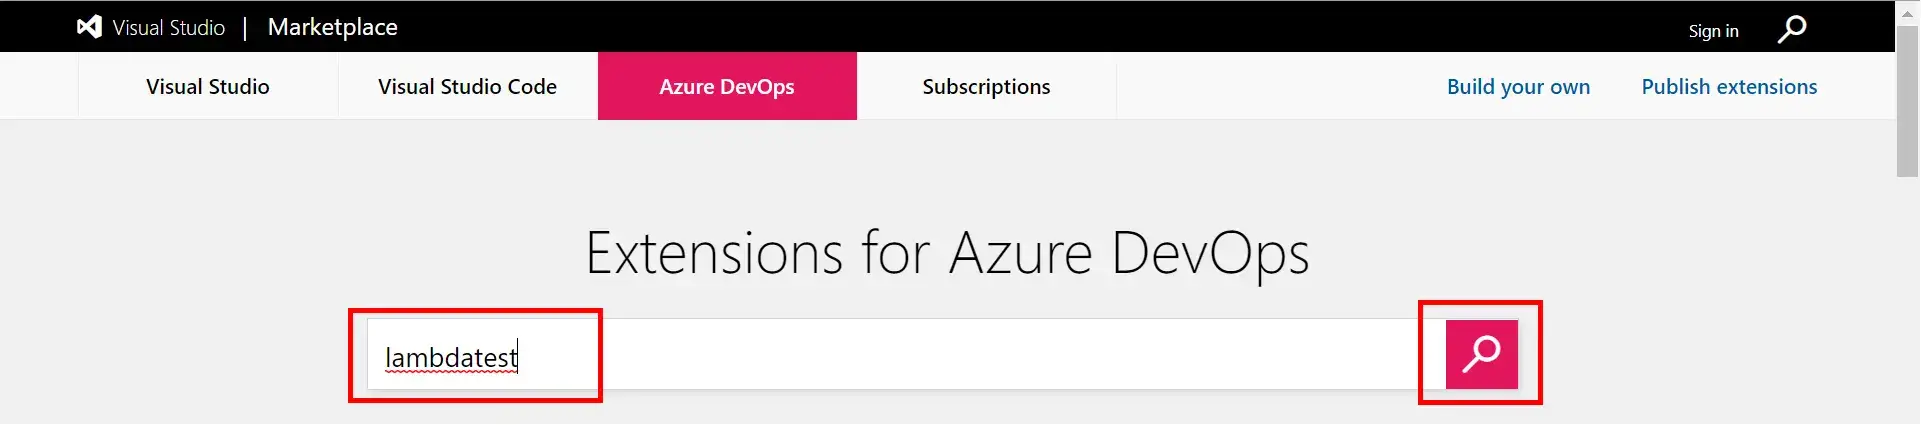 Visual Studio | Marketplace
Sign in
Visual Studio Visual Studio Code Azure DevOps Subscriptions Build your own Publish extensions
Extensions for Azure DevOps
lambdatest